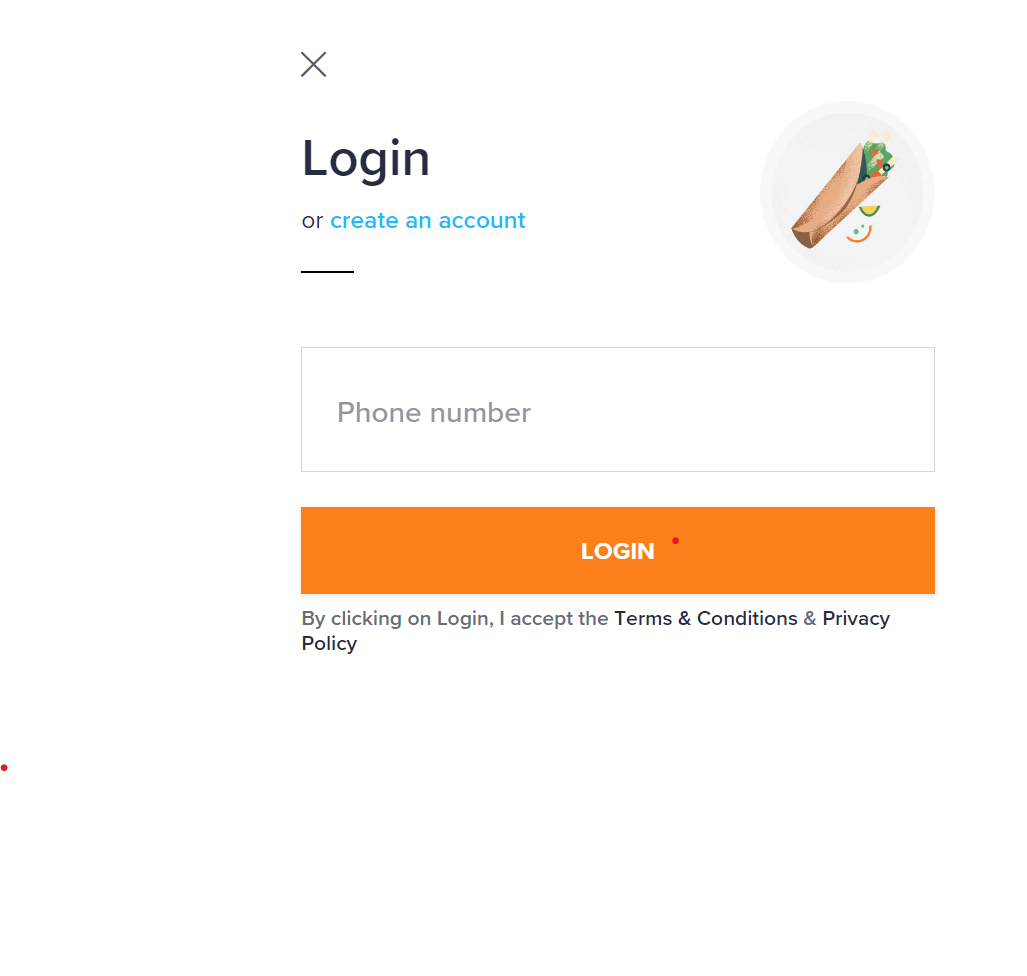 Login
or create an account
Phone number
LOGIN
By clicking on Login, I accept the Terms & Conditions & Privacy
Policy